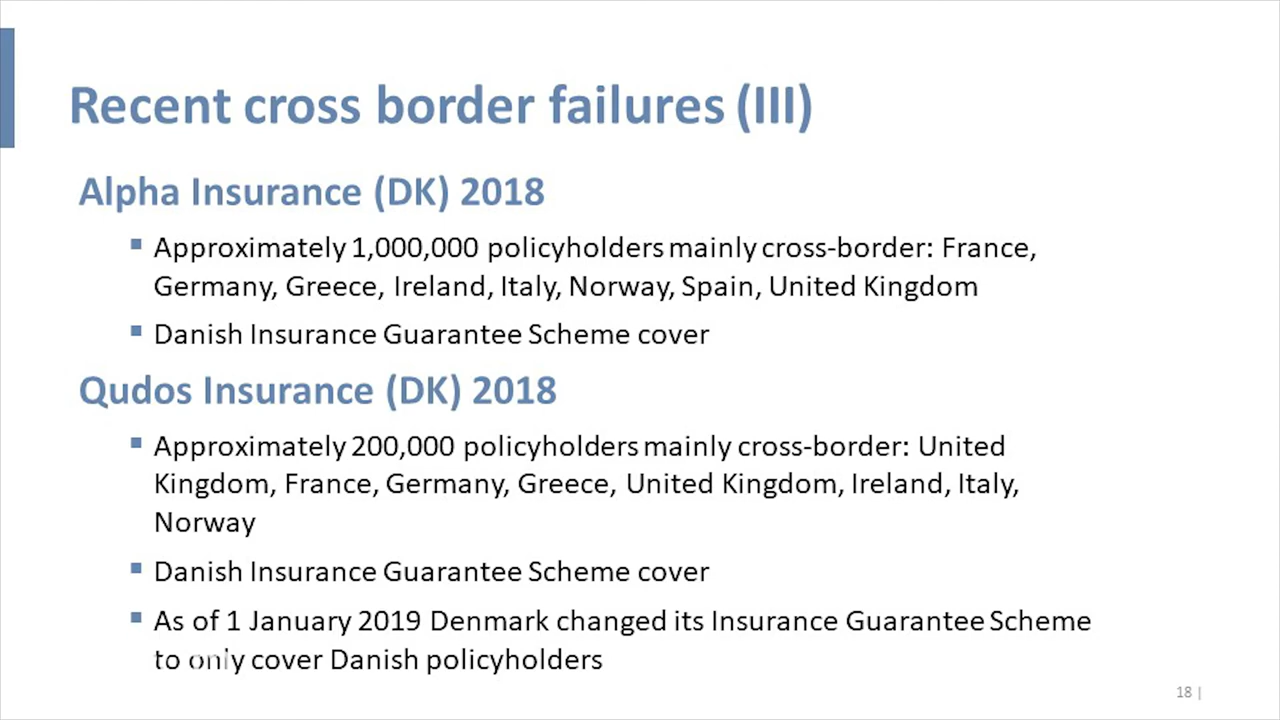 Recent cross border failures (III)
Alpha Insurance (DK) 2018
▪ Approximately 1,000,000 policyholders mainly cross-border: France,
Germany, Greece, Ireland, Italy, Norway, Spain, United Kingdom
▪ Danish Insurance Guarantee Scheme cover
Qudos Insurance (DK) 2018
▪ Approximately 200,000 policyholders mainly cross-border: United
Kingdom, France, Germany, Greece, United Kingdom, Ireland, Italy,
Norway
▪ Danish Insurance Guarantee Scheme cover
▪ As of 1 January 2019 Denmark changed its Insurance Guarantee Scheme
to only cover Danish policyholders
18 |